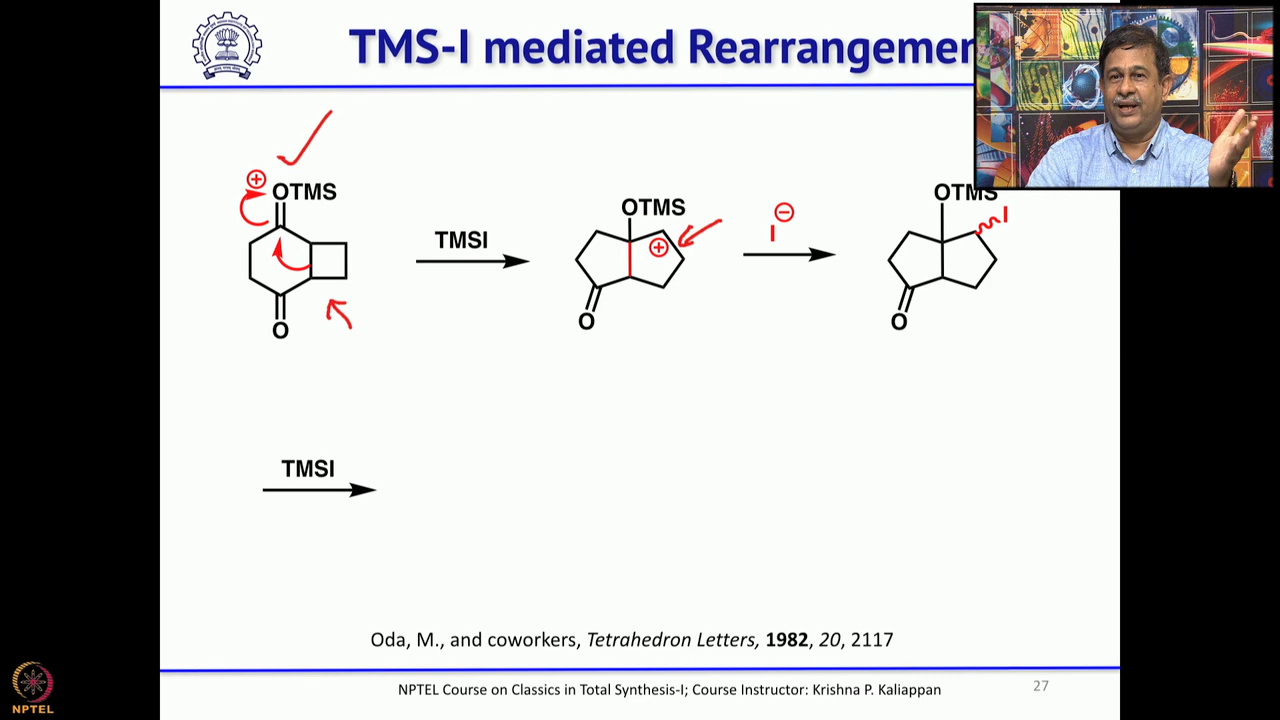 TMS-I mediated Rearrangemen
⊕
OTMS
O
TMSI
OTMS
⊕
O
I ⊖
OTMS
I
O
TMSI
Oda, M., and coworkers, Tetrahedron Letters, 1982, 20, 2117
NPTEL Course on Classics in Total Synthesis-I; Course Instructor: Krishna P. Kaliappan
27
NPTEL